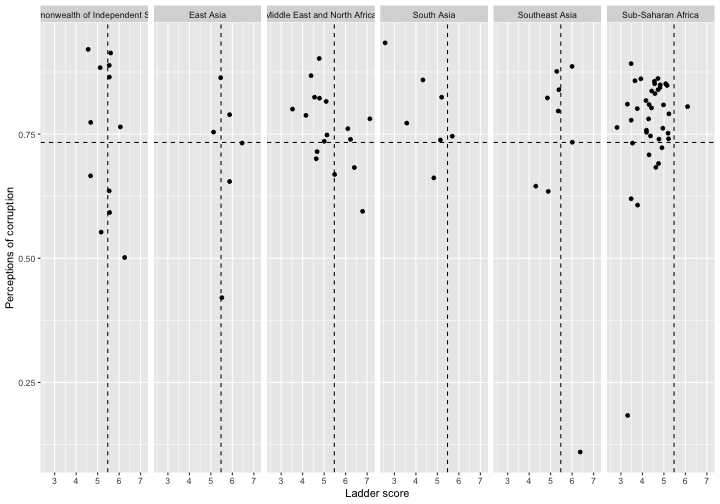 nonwealth of Independent S
East Asia
Middle East and North Africa
South Asia
Southeast Asia
Sub-Saharan Africa
Perceptions of corruption
0.75
0.50
0.25
3 4 5 6 7
3 4 5 6 7
3 4 5 6 7
3 4 5 6 7
3 4 5 6 7
3 4 5 6 7
Ladder score